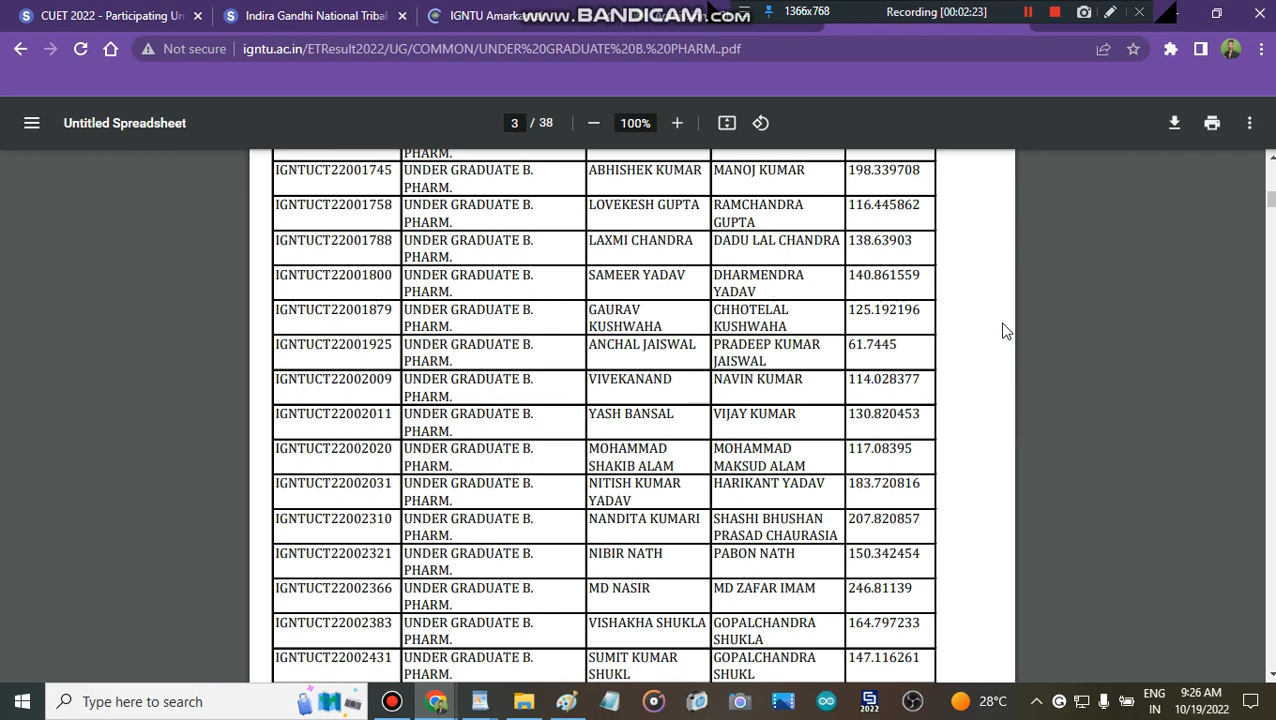 CUET 2022 - Participating Un
Indira Gandhi National Tribal
IGNTU Amarka
www.BANDICAM.com
1366x768
Recording [00:02:23]
Not secure
igntu.ac.in/ETResult2022/UG/COMMON/UNDER%20GRADUATE%20B.%20PHARM..pdf
Untitled Spreadsheet
3 / 38
100%
PHARM.
IGNTUCT22001745 UNDER GRADUATE B. ABHISHEK KUMAR MANOJ KUMAR 198.339708
PHARM.
IGNTUCT22001758 UNDER GRADUATE B. LOVEKESH GUPTA RAMCHANDRA 116.445862
PHARM. GUPTA
IGNTUCT22001788 UNDER GRADUATE B. LAXMI CHANDRA DADU LAL CHANDRA 138.63903
PHARM.
IGNTUCT22001800 UNDER GRADUATE B. SAMEER YADAV DHARMENDRA 140.861559
PHARM. YADAV
IGNTUCT22001879 UNDER GRADUATE B. GAURAV CHHOTELAL 125.192196
PHARM. KUSHWAHA KUSHWAHA
IGNTUCT22001925 UNDER GRADUATE B. ANCHAL JAISWAL PRADEEP KUMAR 61.7445
PHARM. JAISWAL
IGNTUCT22002009 UNDER GRADUATE B. VIVEKANAND NAVIN KUMAR 114.028377
PHARM.
IGNTUCT22002011 UNDER GRADUATE B. YASH BANSAL VIJAY KUMAR 130.820453
PHARM.
IGNTUCT22002020 UNDER GRADUATE B. MOHAMMAD MOHAMMAD 117.08395
PHARM. SHAKIB ALAM MAKSUD ALAM
IGNTUCT22002031 UNDER GRADUATE B. NITISH KUMAR HARIKANT YADAV 183.720816
PHARM. YADAV
IGNTUCT22002310 UNDER GRADUATE B. NANDITA KUMARI SHASHI BHUSHAN 207.820857
PHARM. PRASAD CHAURASIA
IGNTUCT22002321 UNDER GRADUATE B. NIBIR NATH PABON NATH 150.342454
PHARM.
IGNTUCT22002366 UNDER GRADUATE B. MD NASIR MD ZAFAR IMAM 246.81139
PHARM.
IGNTUCT22002383 UNDER GRADUATE B. VISHAKHA SHUKLA GOPALCHANDRA 164.797233
PHARM. SHUKLA
IGNTUCT22002431 UNDER GRADUATE B. SUMIT KUMAR GOPALCHANDRA 147.116261
PHARM. SHUKL SHUKL
Type here to search
2022
28°C
ENG
IN
9:26 AM
10/19/2022